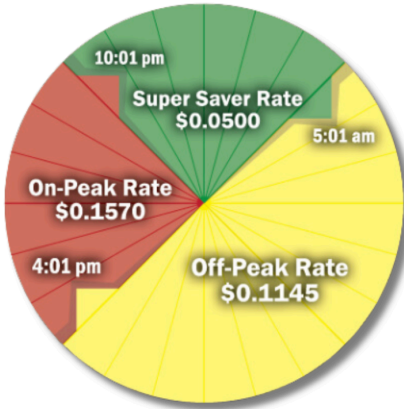 10:01 pm
Super Saver Rate
$0.0500
5:01 am
On-Peak Rate
$0.1570
4:01 pm
Off-Peak Rate
$0.1145